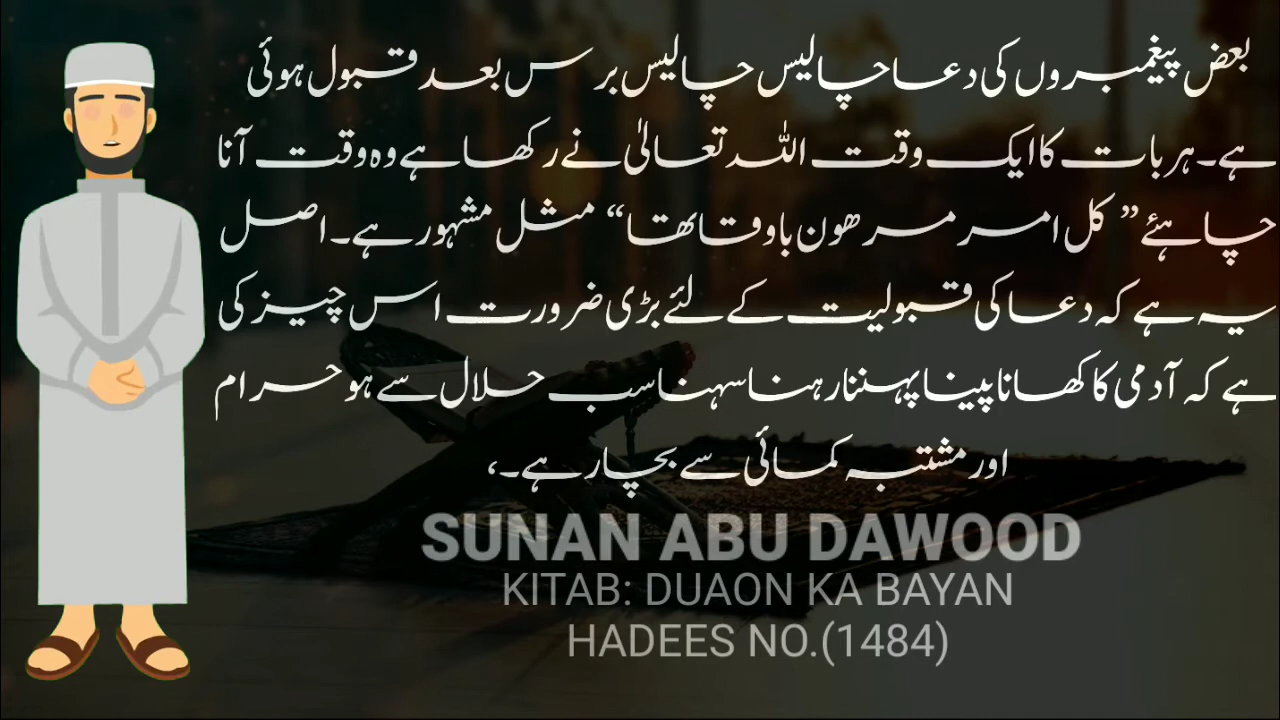 بعض پیغمبروں کی دعا چالیس چالیس برس بعد قبول ہوئی
ہے۔ ہر بات کا ایک وقت اللہ تعالیٰ نے رکھا ہے وہ وقت آنا
چاہئے ”کل امر مرھون باوقاتھا“ مثل مشہور ہے۔ اصل
یہ ہے کہ دعا کی قبولیت کے لئے بڑی ضرورت اس چیز کی
ہے کہ آدمی کا کھانا پینا پہننا رہنا سہنا سب حلال سے ہو حرام
اور مشتبہ کمائی سے بچا رہے۔،
SUNAN ABU DAWOOD
KITAB: DUAON KA BAYAN
HADEES NO.(1484)